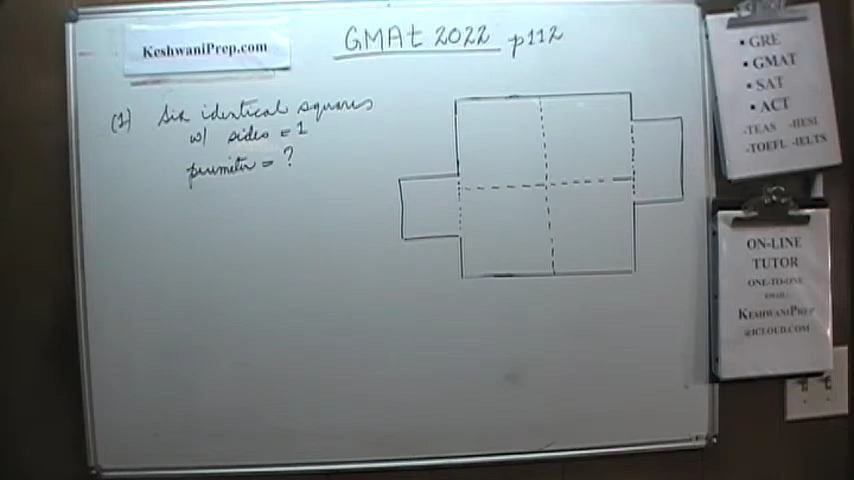 KeshwaniPrep.com
GMAt 2022 p112
(1) Six identical squares
w/ sides = 1
perimeter = ?
• GRE
• GMAT
• SAT
• ACT
-TEAS -HESI
-TOEFL -IELTS
ON-LINE
TUTOR
ONE-TO-ONE
EMAIL:
KESHWANIPREP
@ICLOUD.COM